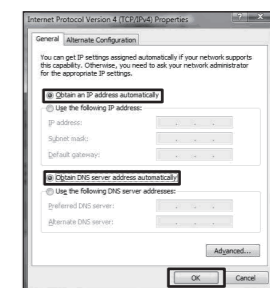 Internet Protocol Version 4 (TCP/IPv4) Properties
General Alternate Configuration
You can get IP settings assigned automatically if your network supports
this capability. Otherwise, you need to ask your network administrator
for the appropriate IP settings.
Obtain an IP address automatically
Use the following IP address:
IP address:
Subnet mask:
Default gateway:
Obtain DNS server address automatically
Use the following DNS server addresses:
Preferred DNS server:
Alternate DNS server:
Advanced...
OK Cancel